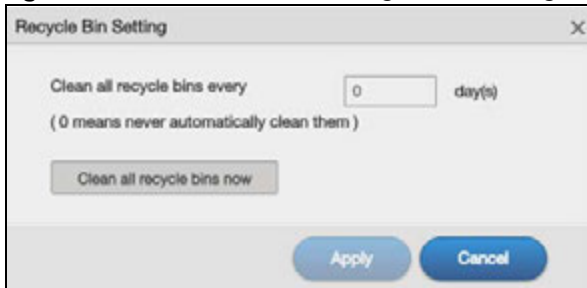 Recycle Bin Setting X
Clean all recycle bins every 0 day(s)
( 0 means never automatically clean them )
Clean all recycle bins now
Apply Cancel